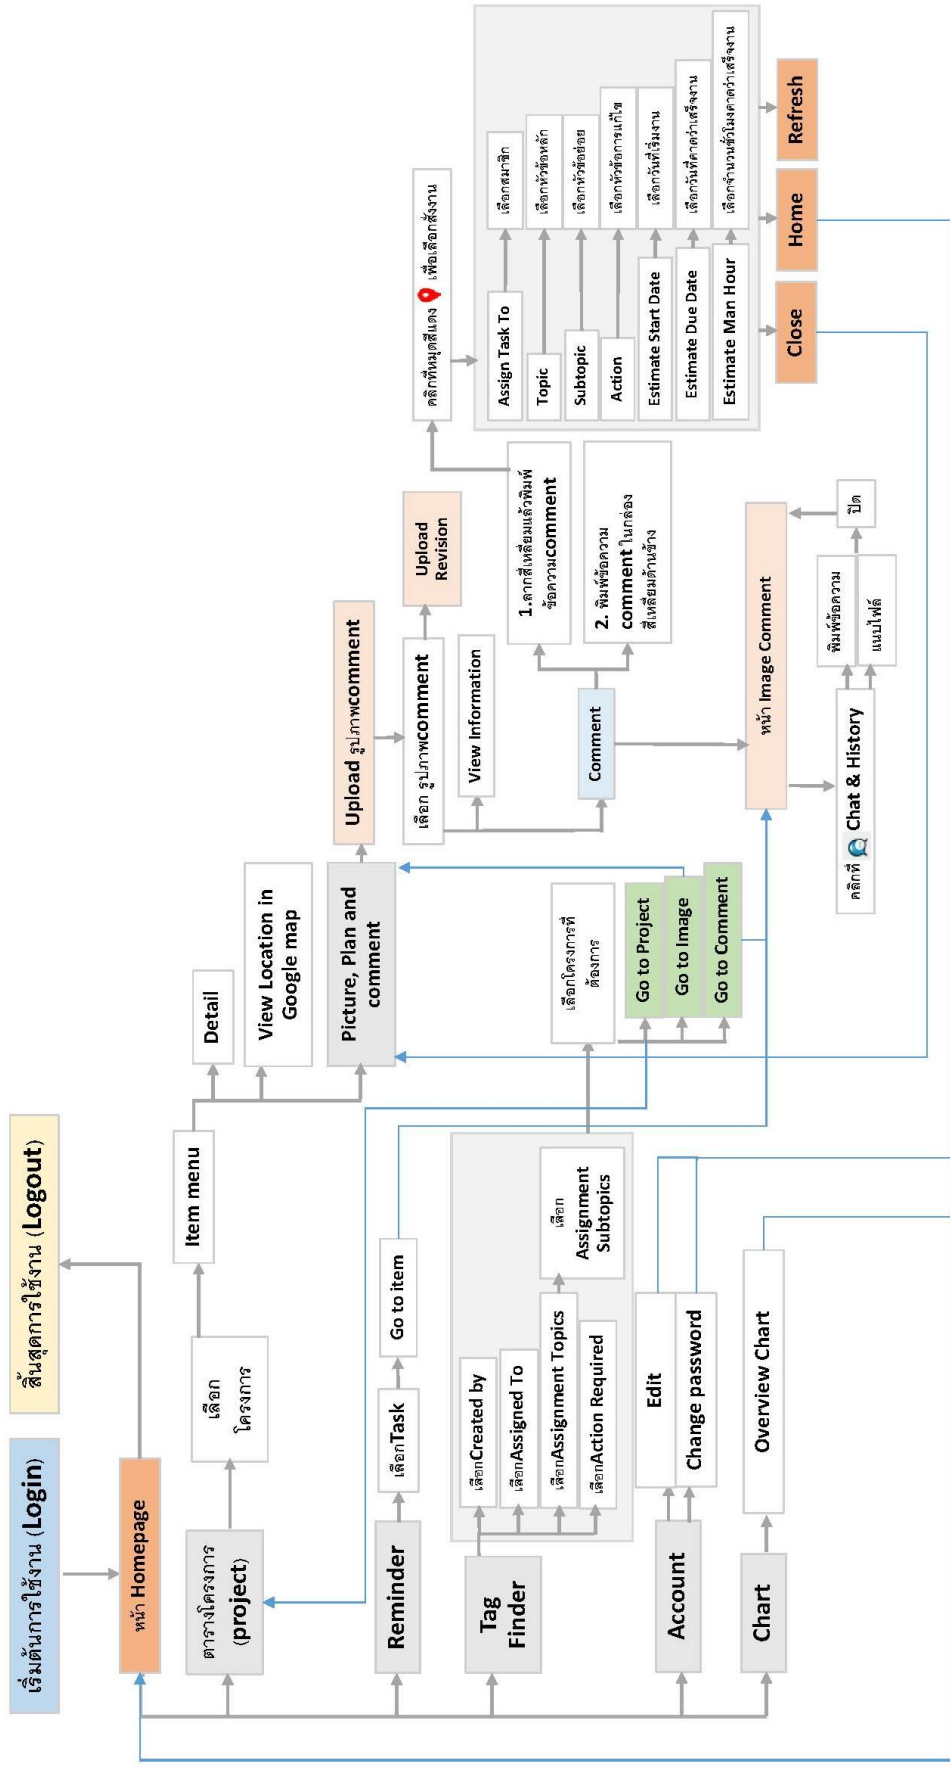 เริ่มต้นการใช้งาน (Login)
สิ้นสุดการใช้งาน (Logout)
หน้า Homepage
ตารางโครงการ
(project)
เลือก
โครงการ
Item menu
Detail
View Location in
Google map
Picture, Plan and
comment
Upload รูปภาพcomment
เลือก รูปภาพcomment
Upload
Revision
View Information
Comment
1.ลากสี่เหลี่ยมแล้วพิมพ์
ข้อความcomment
2. พิมพ์ข้อความ
comment ในกล่อง
สี่เหลี่ยมด้านข้าง
คลิกที่หมุดสีแดง เพื่อเลือกสั่งงาน
Assign Task To
เลือกสมาชิก
Topic
เลือกหัวข้อหลัก
Subtopic
เลือกหัวข้อย่อย
Action
เลือกหัวข้อการแก้ไข
Estimate Start Date
เลือกวันที่เริ่มงาน
Estimate Due Date
เลือกวันที่คาดว่าเสร็จงาน
Estimate Man Hour
เลือกจำนวนชั่วโมงคาดว่าเสร็จงาน
Close
Home
Refresh
หน้า Image Comment
คลิกที่ Chat & History
พิมพ์ข้อความ
แนบไฟล์
ปิด
Reminder
เลือกTask
Go to item
Tag
Finder
เลือกCreated by
เลือกAssigned To
เลือกAssignment Topics
เลือกAction Required
เลือก
Assignment
Subtopics
เลือกโครงการที่
ต้องการ
Go to Project
Go to Image
Go to Comment
Account
Edit
Change password
Chart
Overview Chart